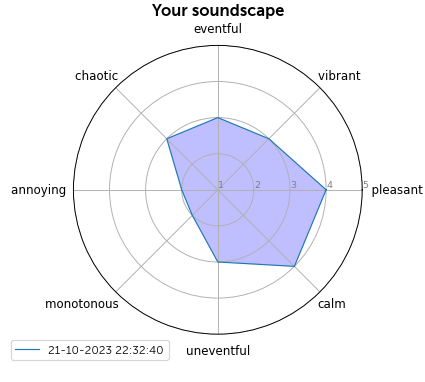 Your soundscape
eventful
chaotic
vibrant
annoying
1
2
3
4
5
pleasant
monotonous
calm
21-10-2023 22:32:40
uneventful